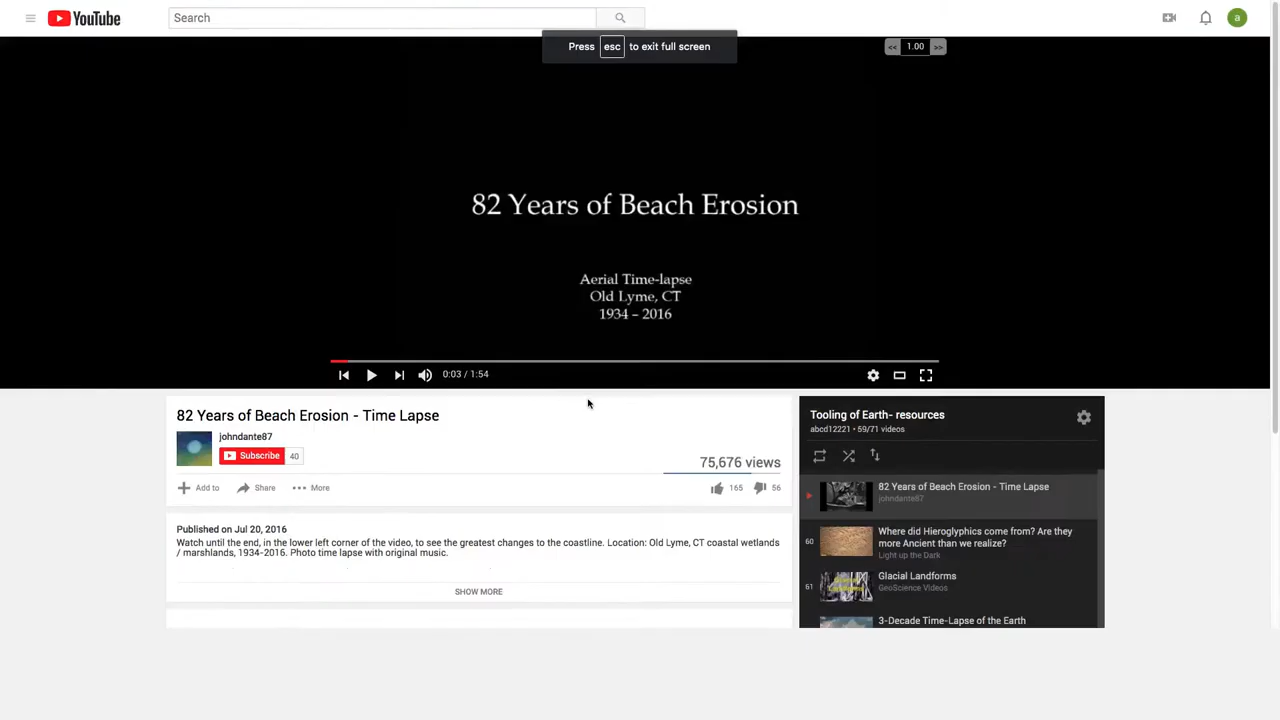 YouTube
Search
a
Press esc to exit full screen
<< 1.00 >>
82 Years of Beach Erosion
Aerial Time-lapse
Old Lyme, CT
1934 – 2016
0:03 / 1:54
82 Years of Beach Erosion - Time Lapse
johndante87
Subscribe 40
75,676 views
Add to Share More
165 56
Published on Jul 20, 2016
Watch until the end, in the lower left corner of the video, to see the greatest changes to the coastline. Location: Old Lyme, CT coastal wetlands
/ marshlands, 1934-2016. Photo time lapse with original music.
SHOW MORE
Tooling of Earth- resources
abcd12221 • 59/71 videos
82 Years of Beach Erosion - Time Lapse
johndante87
60
Where did Hieroglyphics come from? Are they
more Ancient than we realize?
Light up the Dark
61
Glacial Landforms
GeoScience Videos
3-Decade Time-Lapse of the Earth